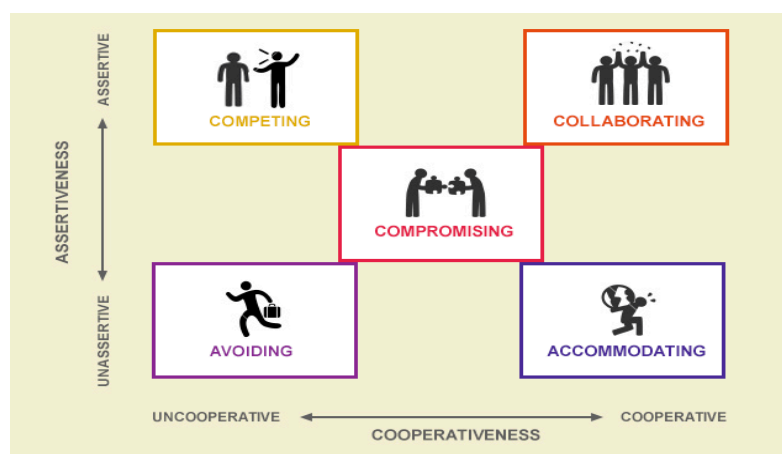 ASSERTIVE
ASSERTIVENESS
UNASSERTIVE
COMPETING
COLLABORATING
COMPROMISING
AVOIDING
ACCOMMODATING
UNCOOPERATIVE
COOPERATIVE
COOPERATIVENESS